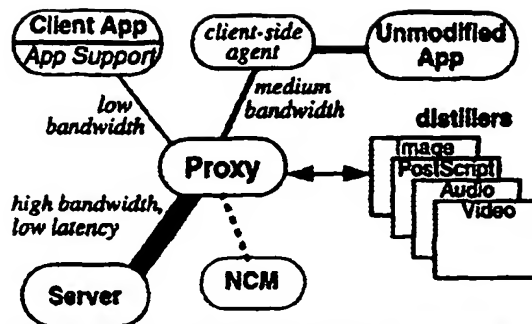 Client App
App Support
client-side
agent
Unmodified
App
low
bandwidth
medium
bandwidth
distillers
Image
PostScript
Audio
Video
Proxy
high bandwidth,
low latency
Server
NCM